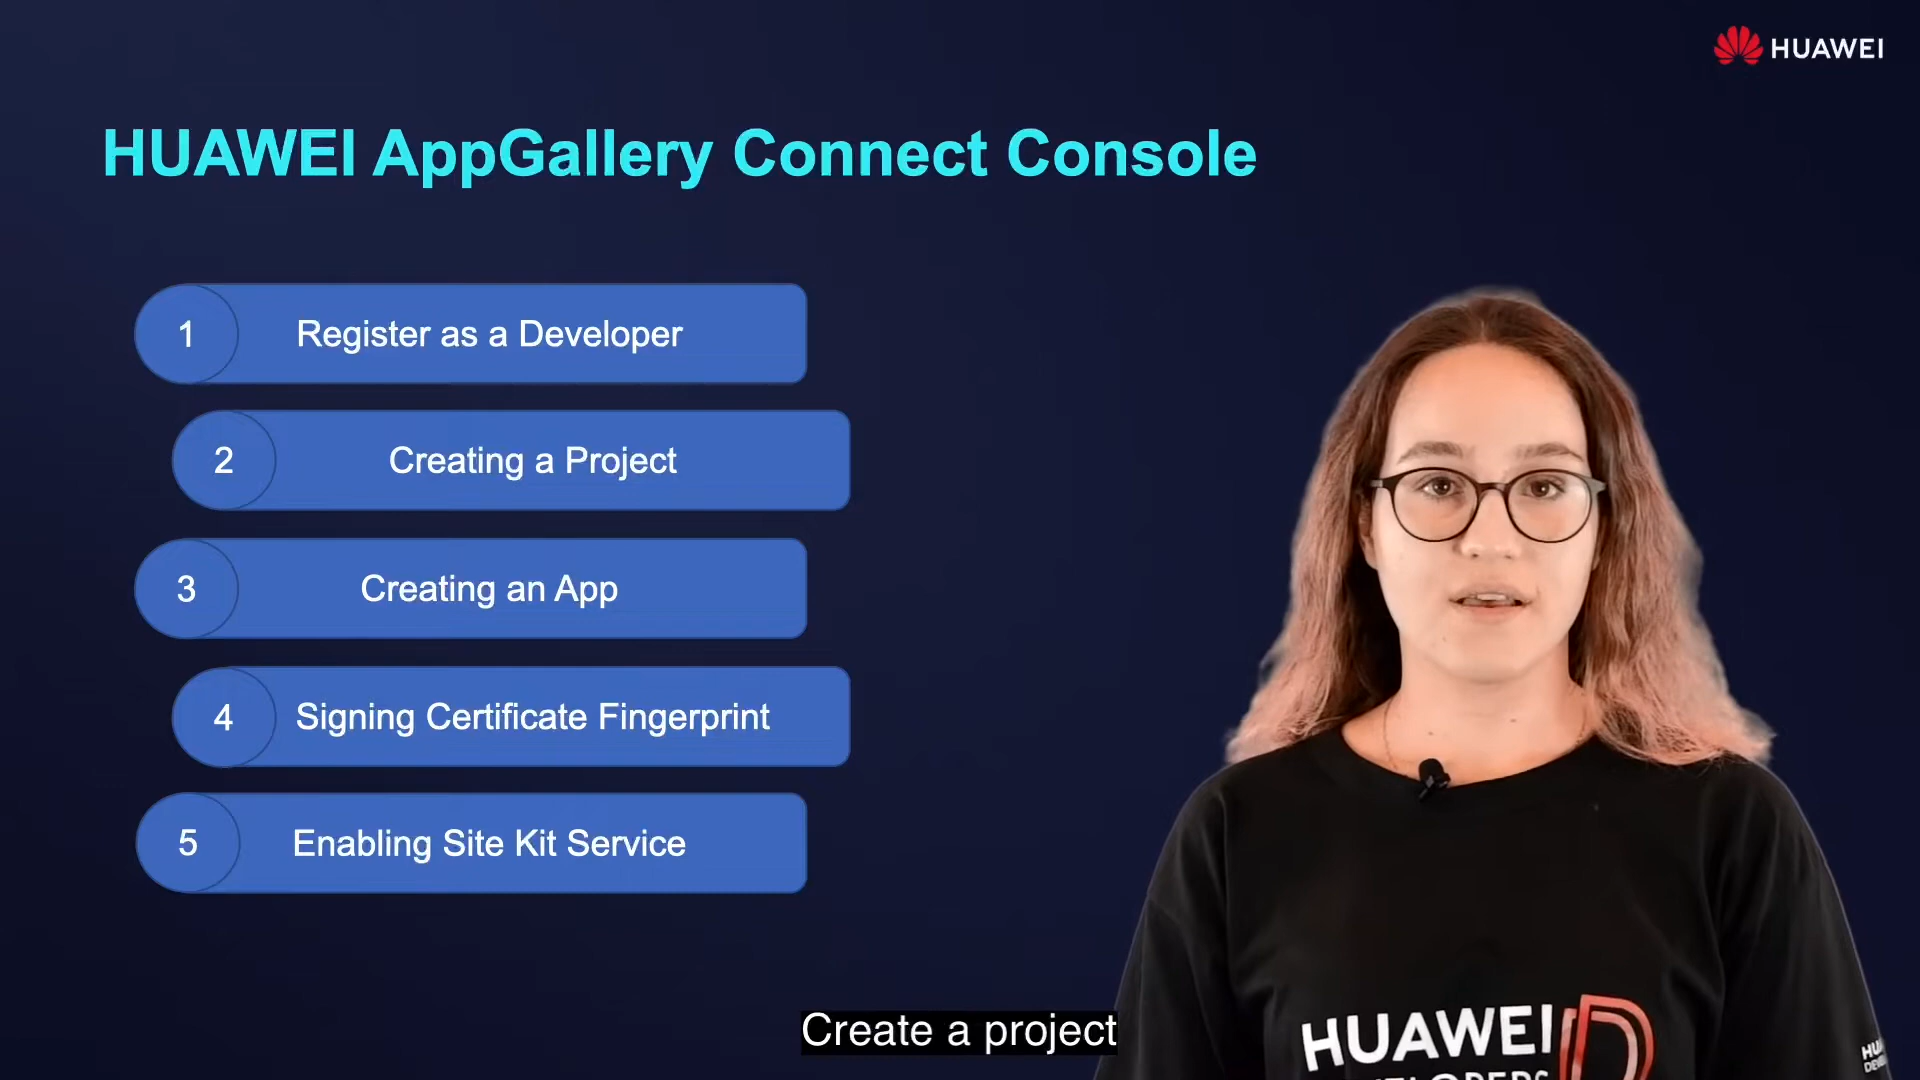 HUAWEI
HUAWEI AppGallery Connect Console
1 Register as a Developer
2 Creating a Project
3 Creating an App
4 Signing Certificate Fingerprint
5 Enabling Site Kit Service
Create a project
HUAWEI